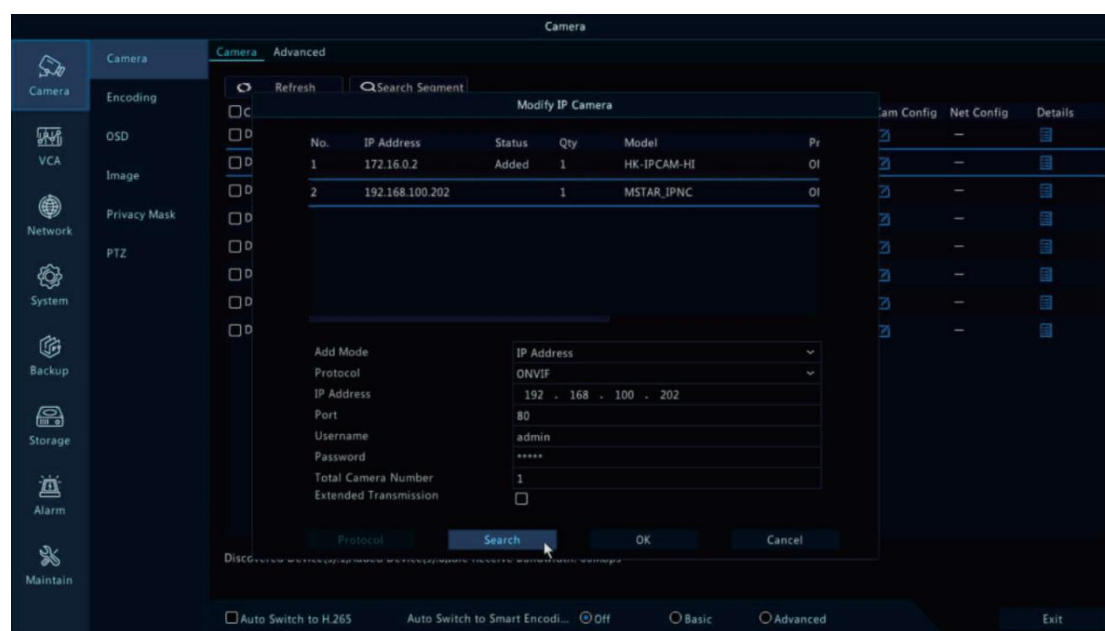 Camera
Camera
VCA
Network
System
Backup
Storage
Alarm
Maintain
Camera
Encoding
OSD
Image
Privacy Mask
PTZ
Camera Advanced
Refresh Search Segment
Cam Config Net Config Details
Modify IP Camera
No. IP Address Status Qty Model Pr
1 172.16.0.2 Added 1 HK-IPCAM-HI
2 192.168.100.202 1 MSTAR_IPNC
Add Mode IP Address
Protocol ONVIF
IP Address 192 . 168 . 100 . 202
Port 80
Username admin
Password *****
Total Camera Number 1
Extended Transmission
Protocol Search OK Cancel
Auto Switch to H.265 Auto Switch to Smart Encodi... Off Basic Advanced Exit